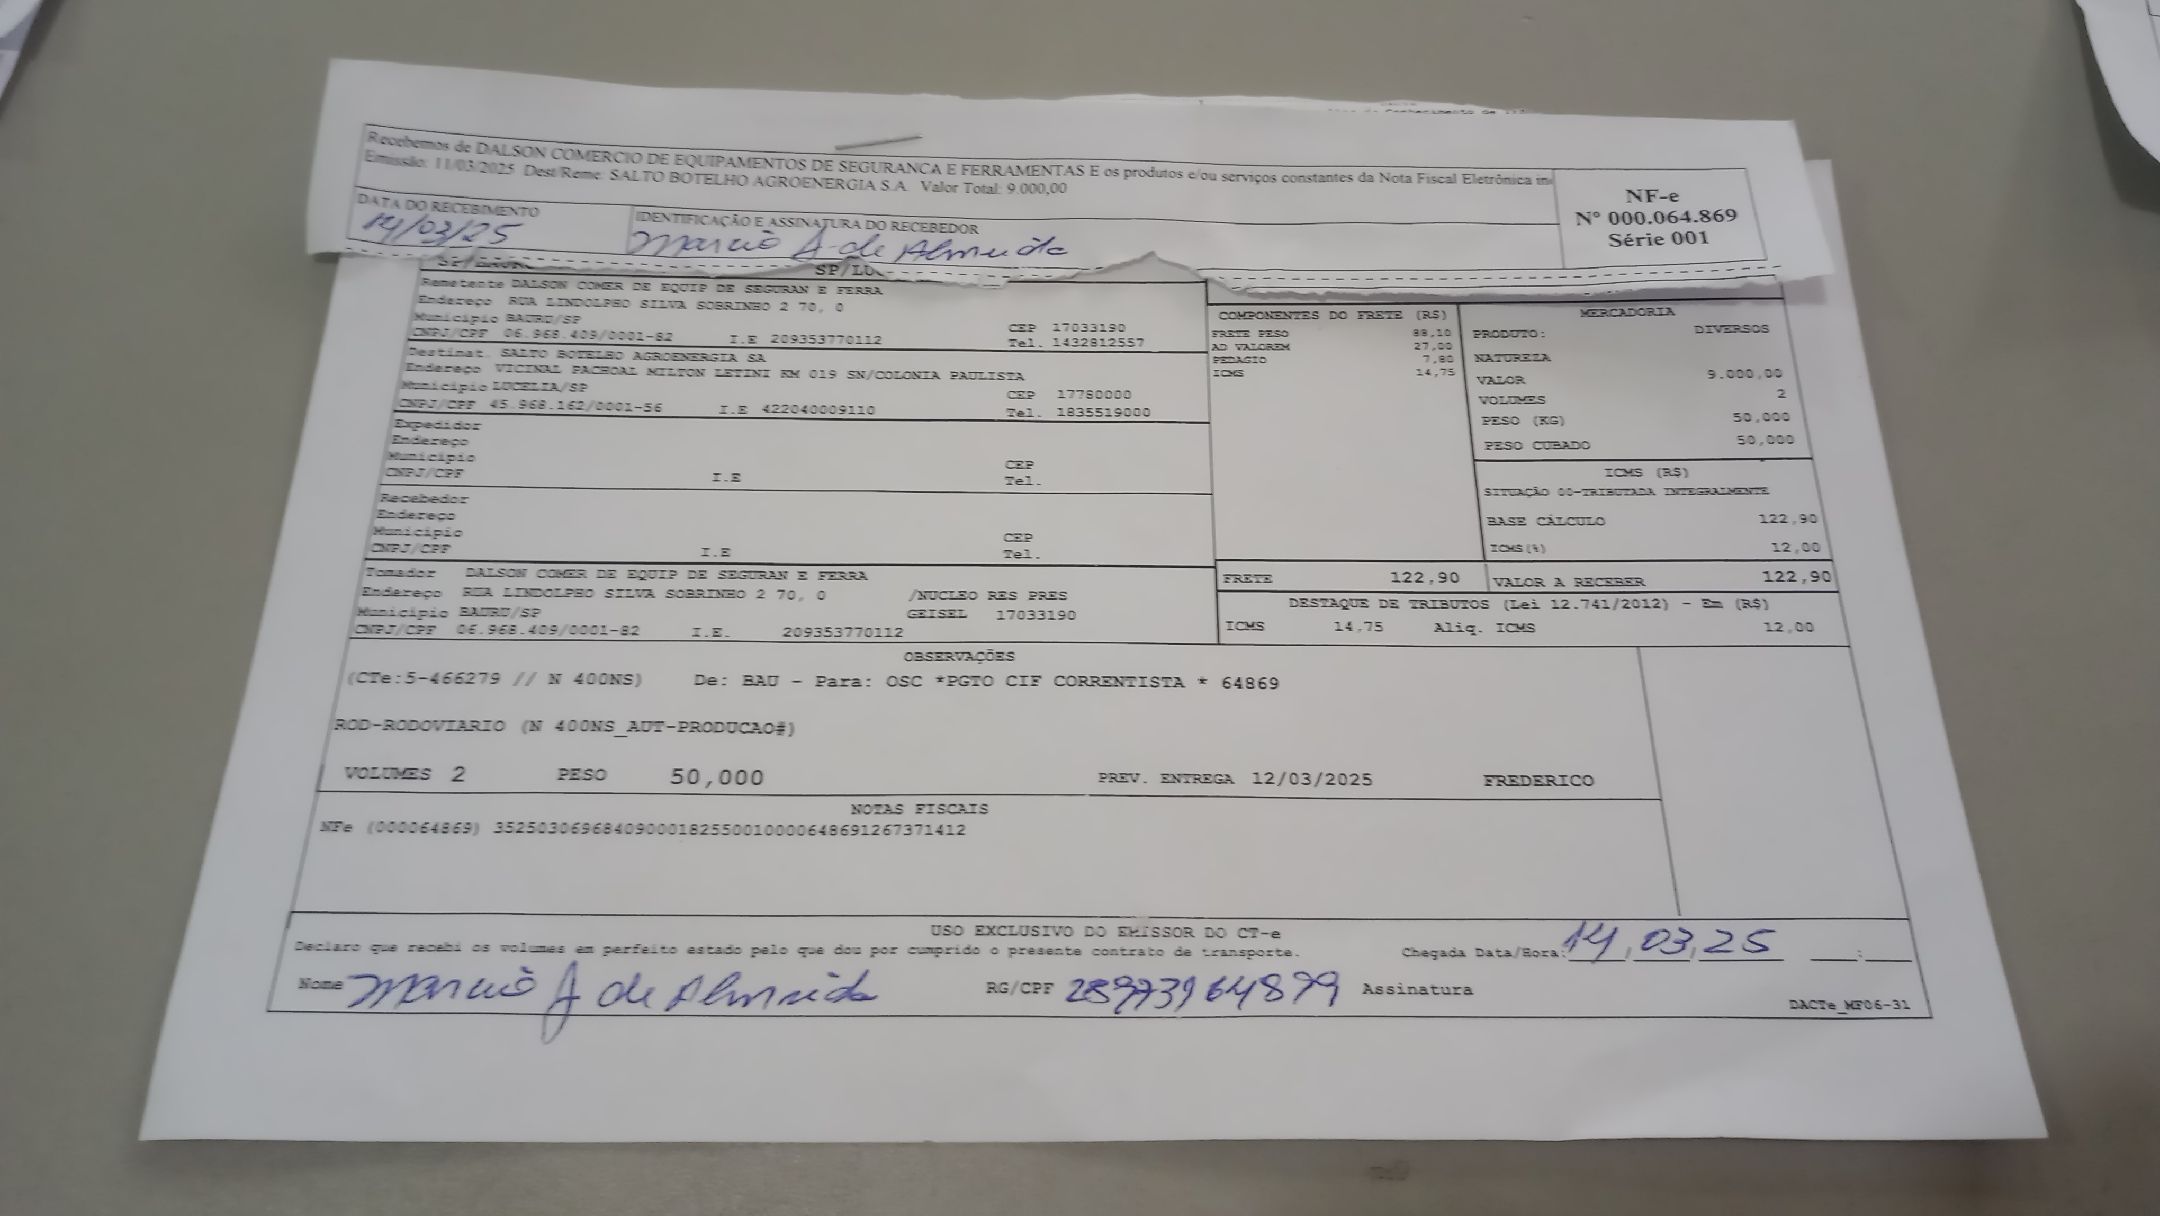 Recebemos de DALSON COMERCIO DE EQUIPAMENTOS DE SEGURANCA E FERRAMENTAS E os produtos e/ou serviços constantes da Nota Fiscal Eletrônica
Emissão: 11/03/2025 Dest/Reme: SALTO BOTELHO AGROENERGIA S.A. Valor Total: 9.000,00
NF-e
Nº 000.064.869
Série 001
DATA DO RECEBIMENTO
14/03/25
IDENTIFICAÇÃO E ASSINATURA DO RECEBEDOR
Marcio A de Almeida
Remetente DALSON COMER DE EQUIP DE SEGURAN E FERRA
Endereço RUA LINDOLPHO SILVA SOBRINHO 2 70, 0
Município BAURU/SP CEP 17033190
CNPJ/CPF 06.968.409/0001-82 I.E 209353770112 Tel. 1432812557
Destinat. SALTO BOTELHO AGROENERGIA SA
Endereço VICINAL PACHOAL MILTON LETINI KM 019 SN/COLONIA PAULISTA
Município LUCELIA/SP CEP 17780000
CNPJ/CPF 45.968.162/0001-56 I.E 422040009110 Tel. 1835519000
Expedidor
Endereço
Município CEP
CNPJ/CPF I.E Tel.
Recebedor
Endereço
Município CEP
CNPJ/CPF I.E Tel.
Tomador DALSON COMER DE EQUIP DE SEGURAN E FERRA
Endereço RUA LINDOLPHO SILVA SOBRINHO 2 70, 0 /NUCLEO RES PRES
Município BAURU/SP GEISEL 17033190
CNPJ/CPF 06.968.409/0001-82 I.E. 209353770112
COMPONENTES DO FRETE (R$)
FRETE PESO 88,10
AD VALOREM 27,00
PEDAGIO 7,80
ICMS 14,75
MERCADORIA
PRODUTO: DIVERSOS
NATUREZA
VALOR 9.000,00
VOLUMES 2
PESO (KG) 50,000
PESO CUBADO 50,000
ICMS (R$)
SITUAÇÃO 00-TRIBUTADA INTEGRALMENTE
BASE CÁLCULO 122,90
ICMS(%) 12,00
FRETE 122,90 VALOR A RECEBER 122,90
DESTAQUE DE TRIBUTOS (Lei 12.741/2012) - Em (R$)
ICMS 14,75 Aliq. ICMS 12,00
OBSERVAÇÕES
(CTe:5-466279 // N 400NS) De: BAU - Para: OSC *PGTO CIF CORRENTISTA * 64869
ROD-RODOVIARIO (N 400NS_AUT-PRODUCAO#)
VOLUMES 2 PESO 50,000 PREV. ENTREGA 12/03/2025 FREDERICO
NOTAS FISCAIS
NFe (000064869) 35250306968409000182550010000648691267371412
USO EXCLUSIVO DO EMISSOR DO CT-e
Declaro que recebi os volumes em perfeito estado pelo que dou por cumprido o presente contrato de transporte. Chegada Data/Hora: 14,03,25 __:__
Nome Marcio A de Almeida RG/CPF 28973964879 Assinatura
DACTe_MF06-31